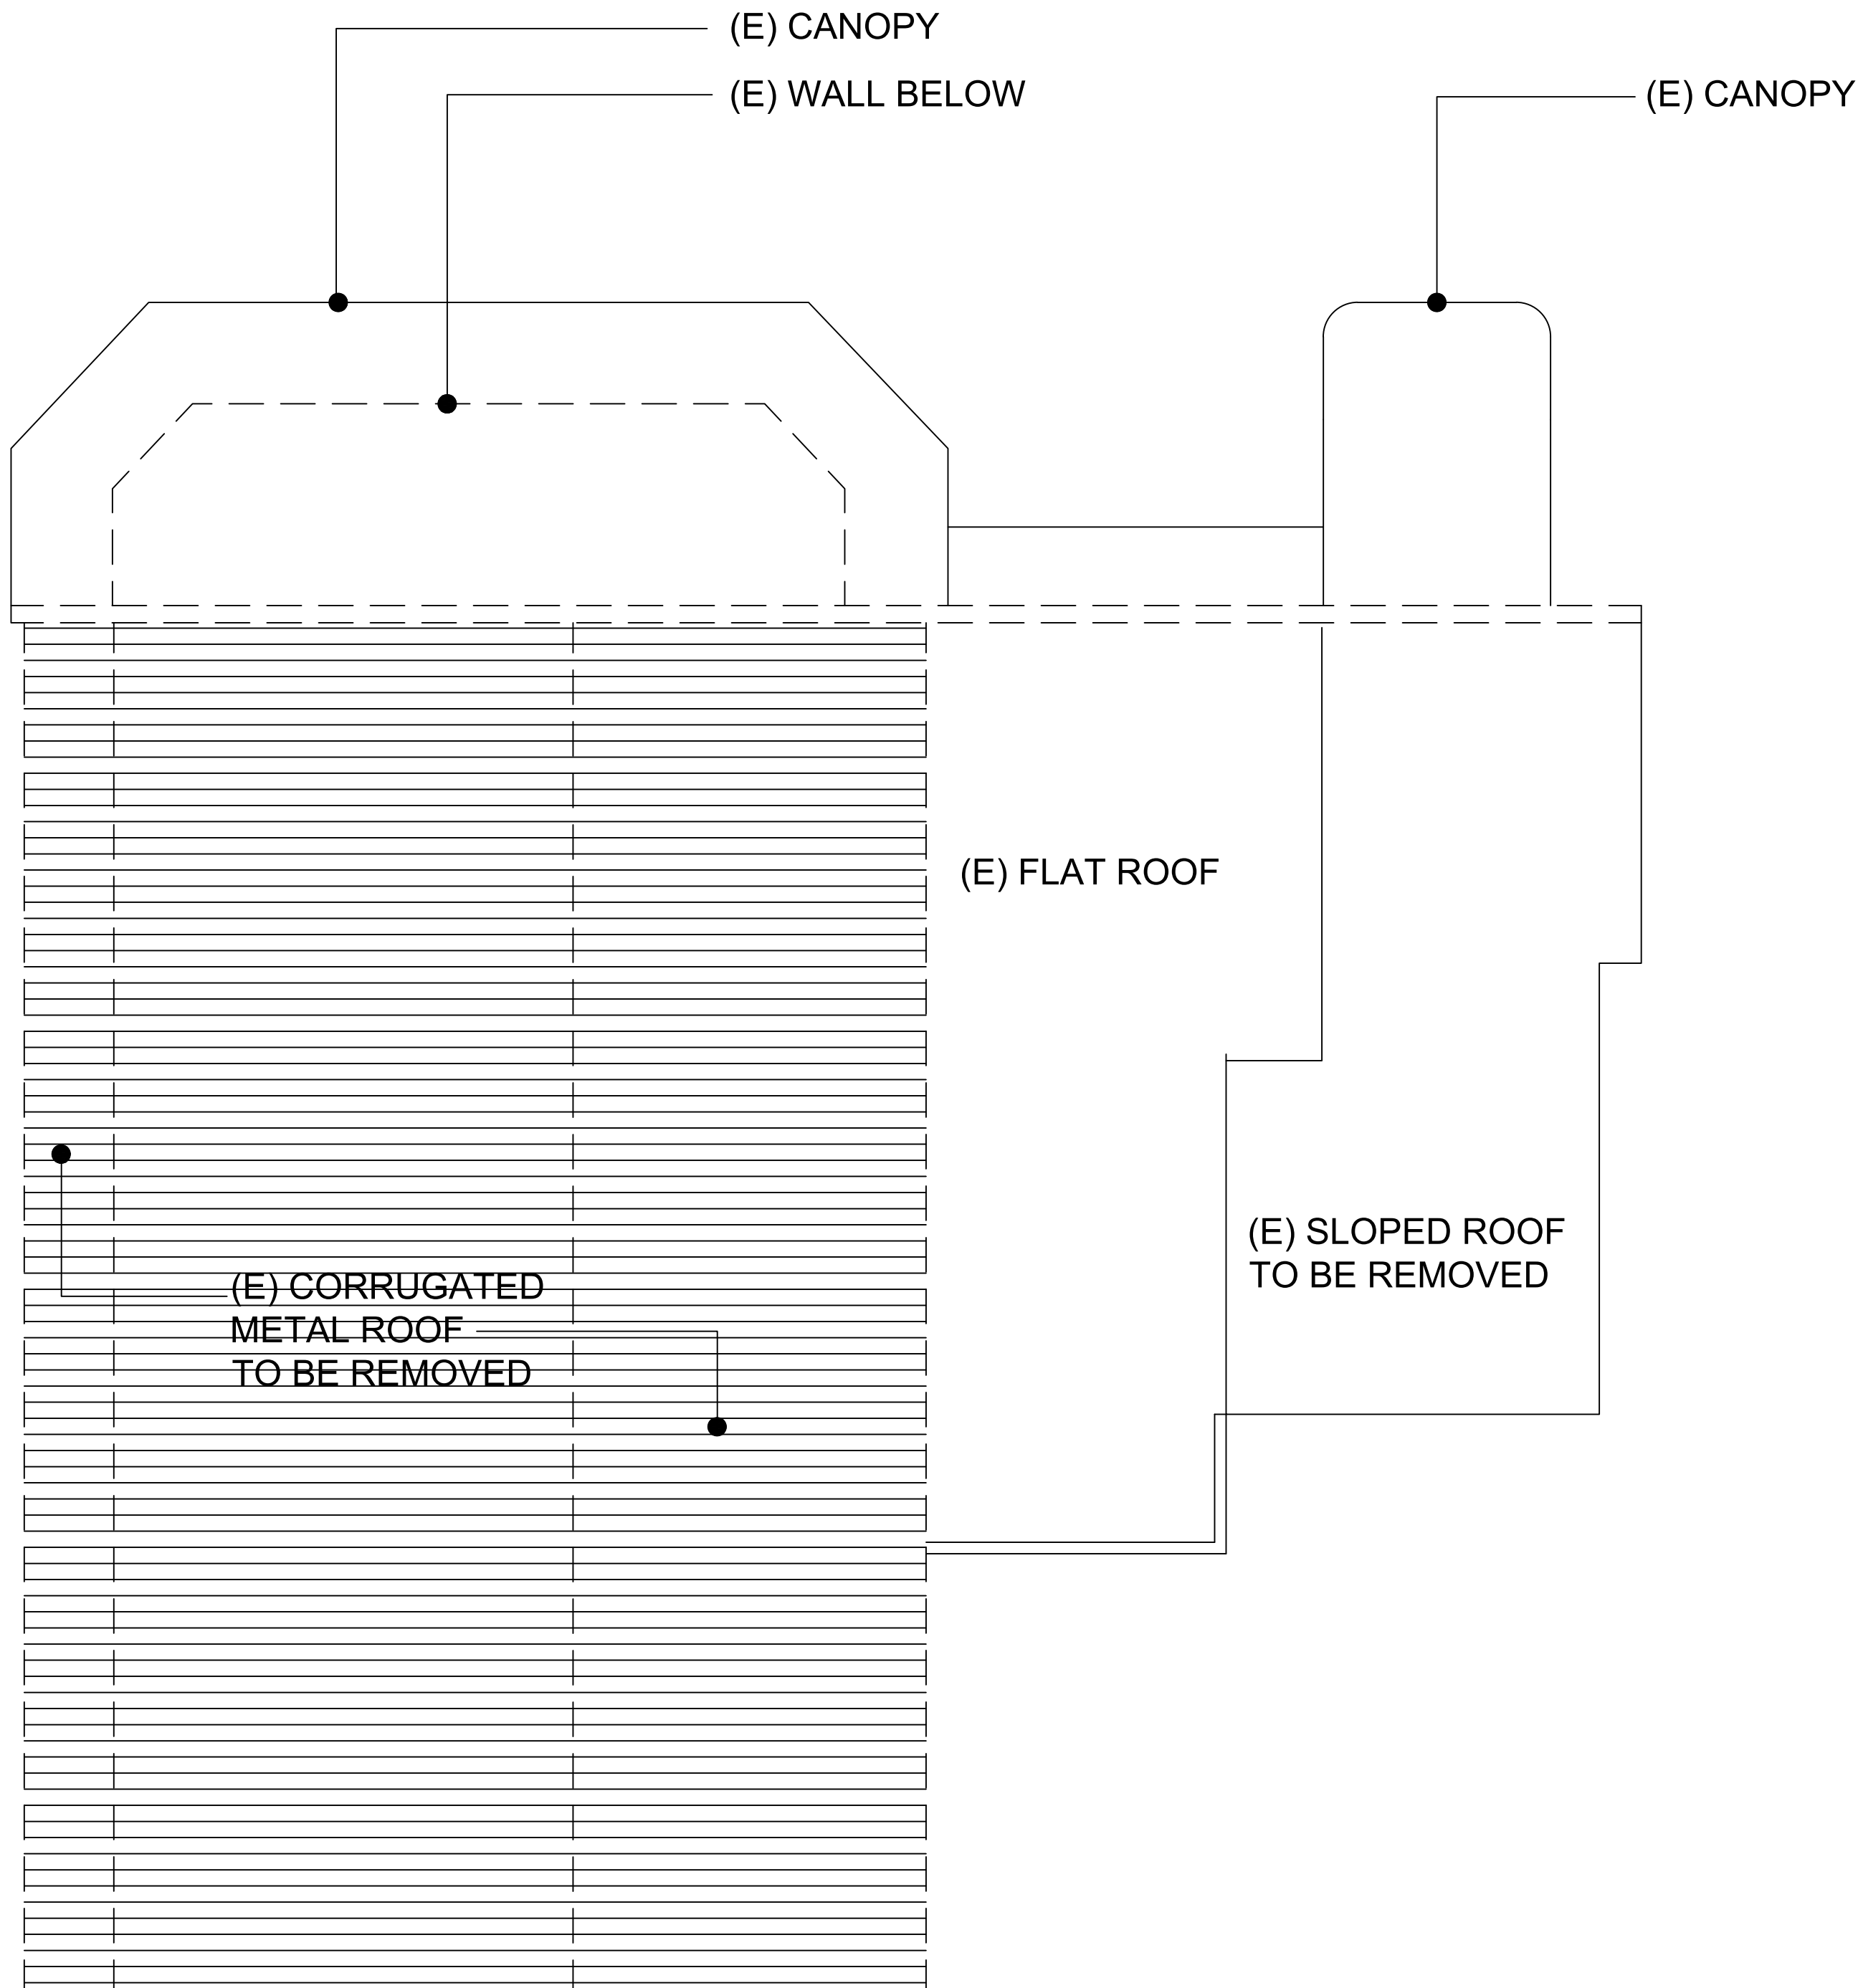 (E) CANOPY
(E) WALL BELOW
(E) CANOPY
(E) FLAT ROOF
(E) SLOPED ROOF
TO BE REMOVED
(E) CORRUGATED
METAL ROOF
TO BE REMOVED